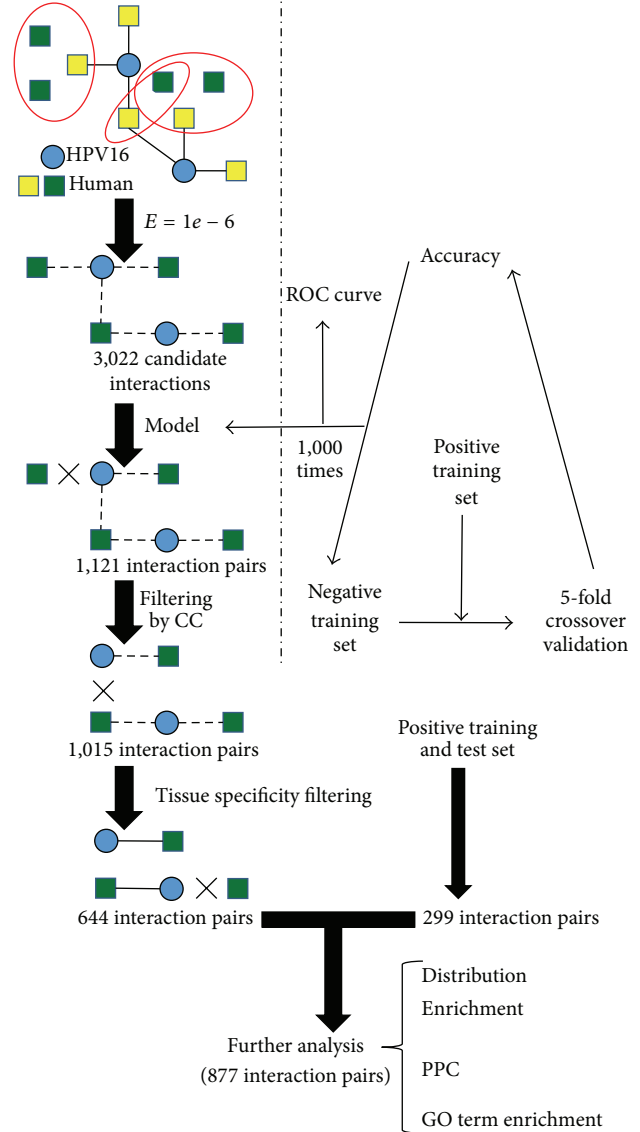 HPV16
Human
E = 1e − 6
3,022 candidate
interactions
Model
1,121 interaction pairs
Filtering
by CC
1,015 interaction pairs
Tissue specificity filtering
644 interaction pairs
Accuracy
ROC curve
1,000
times
Positive
training
set
Negative
training
set
5-fold
crossover
validation
Positive training
and test set
299 interaction pairs
Further analysis
(877 interaction pairs)
Distribution
Enrichment
PPC
GO term enrichment